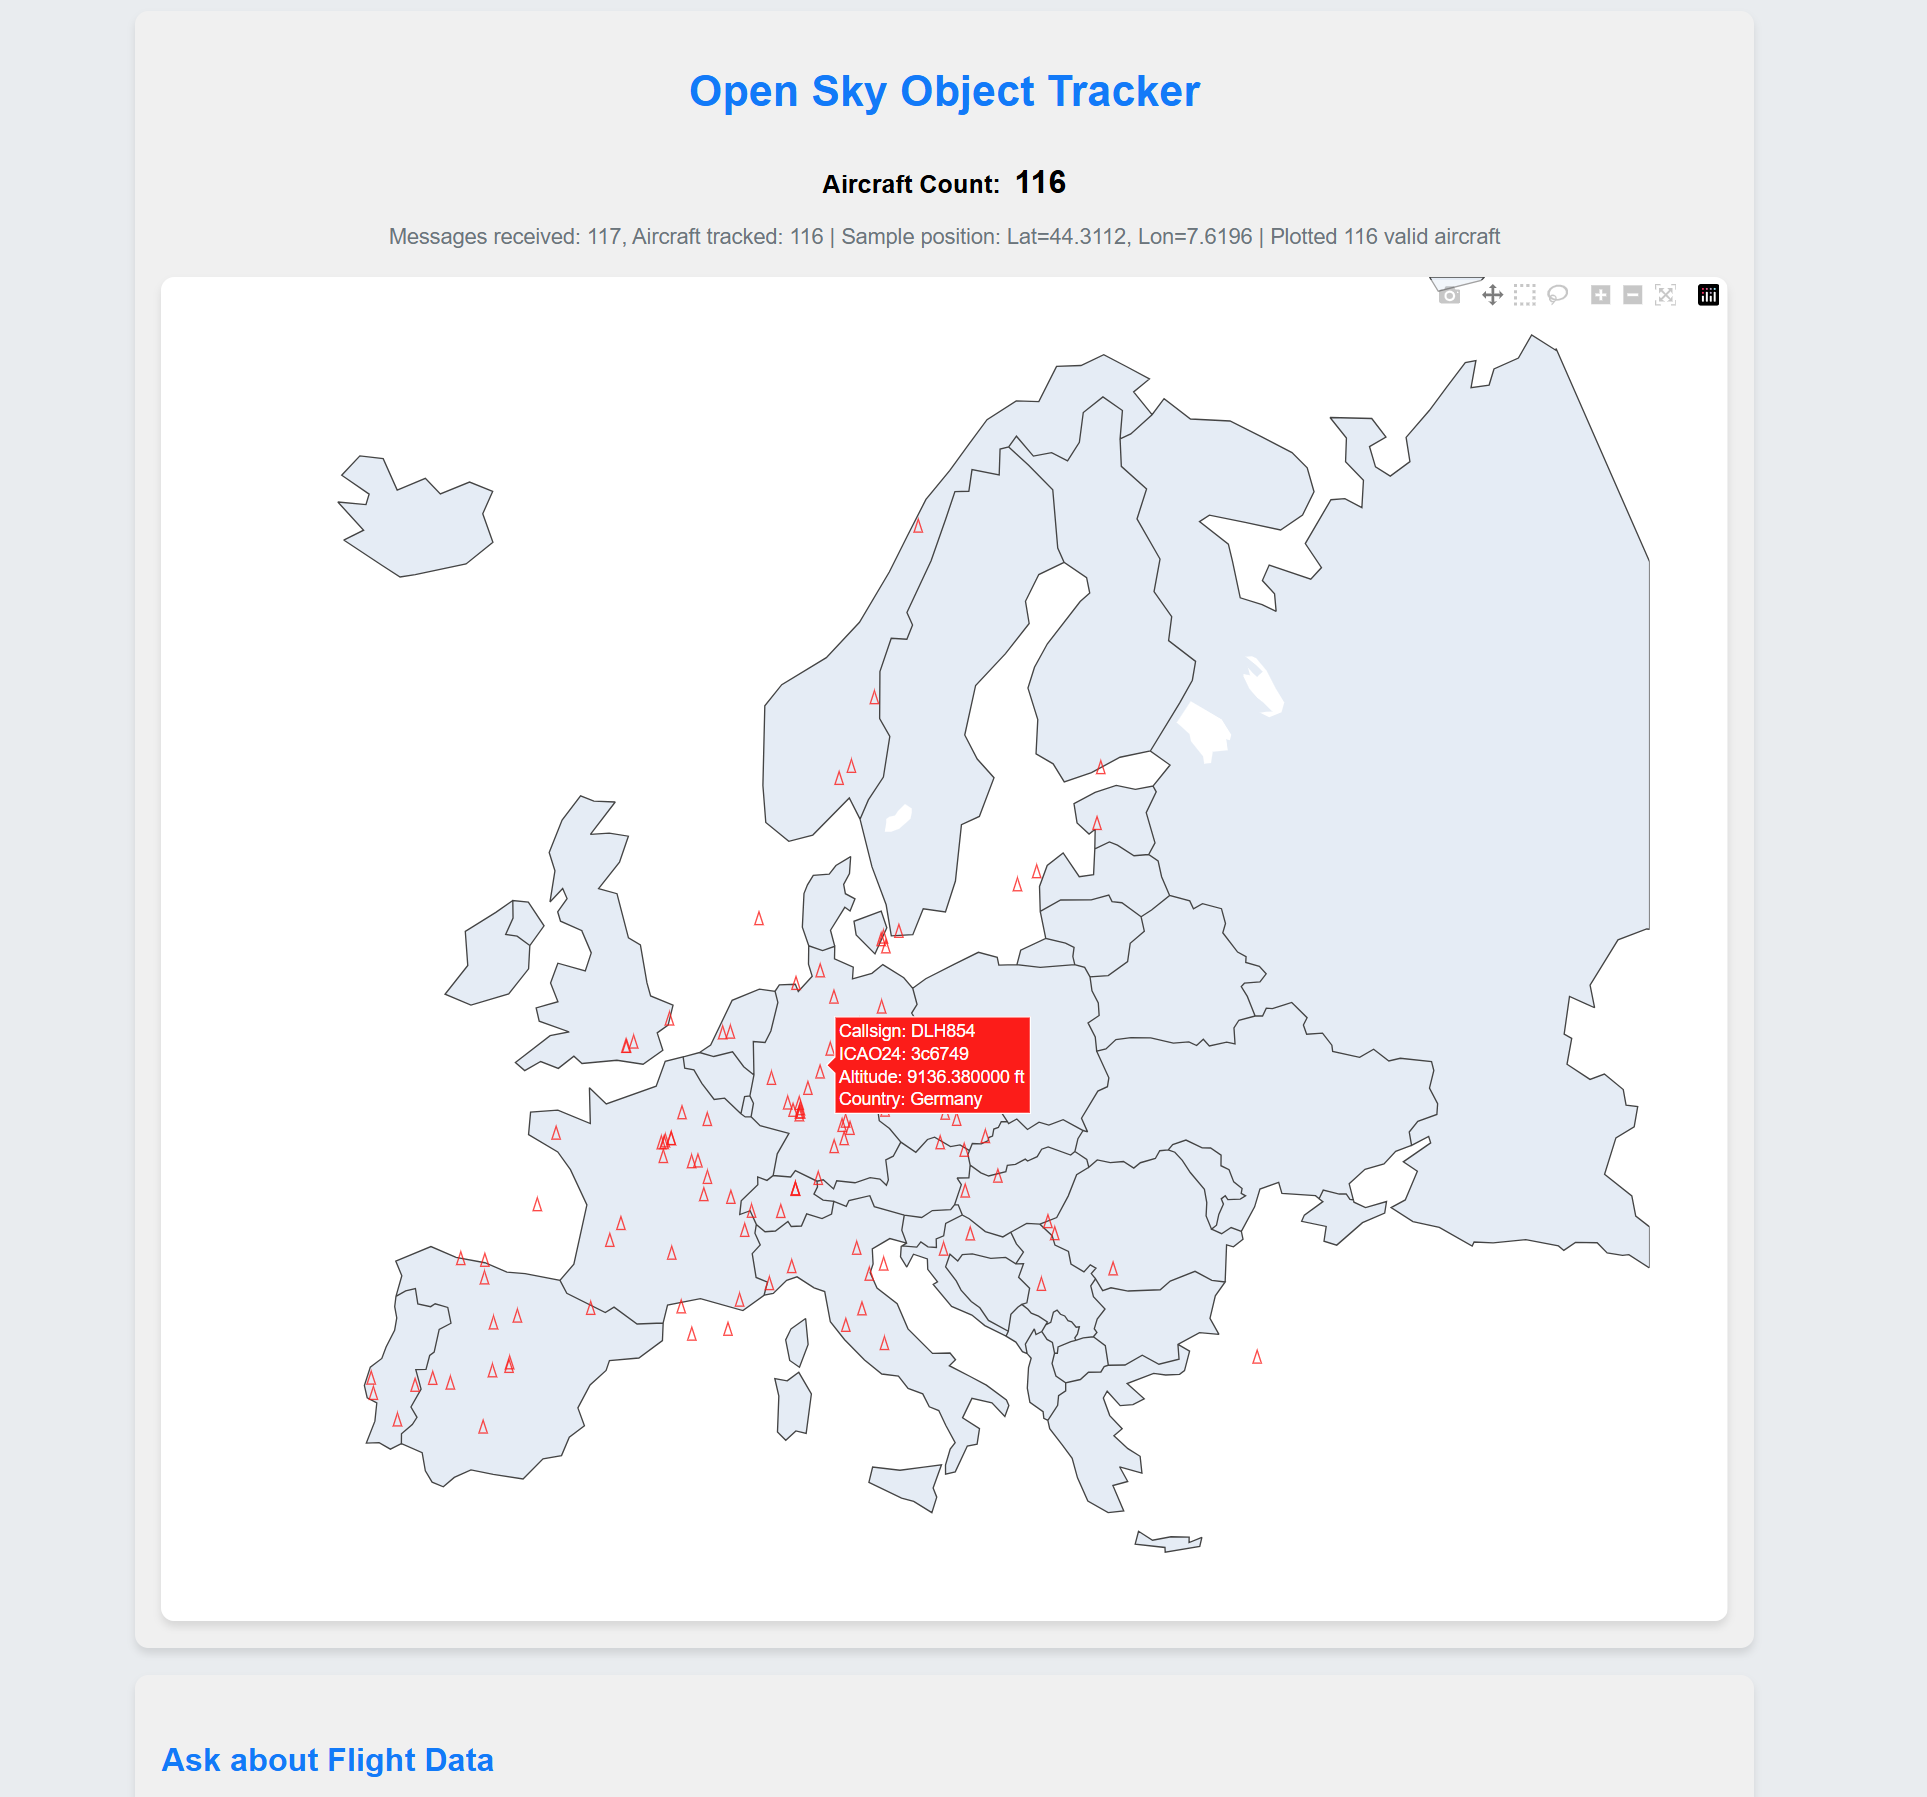 Open Sky Object Tracker
Aircraft Count: 116
Messages received: 117, Aircraft tracked: 116 | Sample position: Lat=44.3112, Lon=7.6196 | Plotted 116 valid aircraft
Callsign: DLH854
ICAO24: 3c6749
Altitude: 9136.380000 ft
Country: Germany
Ask about Flight Data